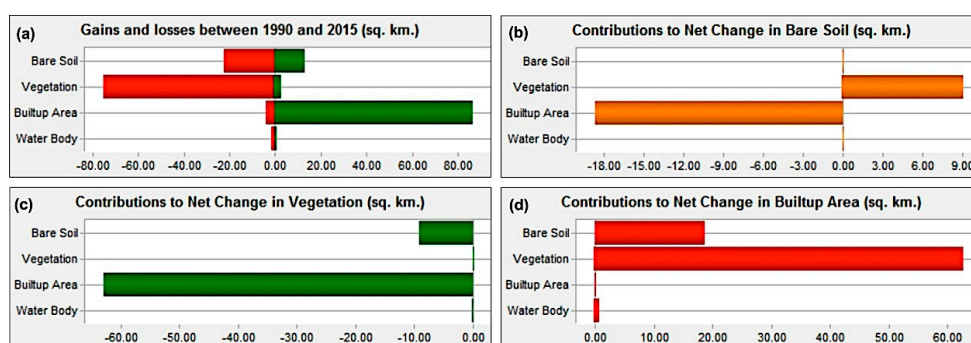 (a) Gains and losses between 1990 and 2015 (sq. km.)
Bare Soil
Vegetation
Builtup Area
Water Body
-80.00 -60.00 -40.00 -20.00 0.00 20.00 40.00 60.00 80.00
(b) Contributions to Net Change in Bare Soil (sq. km.)
Bare Soil
Vegetation
Builtup Area
Water Body
-18.00 -15.00 -12.00 -9.00 -6.00 -3.00 0.00 3.00 6.00 9.00
(c) Contributions to Net Change in Vegetation (sq. km.)
Bare Soil
Vegetation
Builtup Area
Water Body
-60.00 -50.00 -40.00 -30.00 -20.00 -10.00 0.00
(d) Contributions to Net Change in Builtup Area (sq. km.)
Bare Soil
Vegetation
Builtup Area
Water Body
0.00 10.00 20.00 30.00 40.00 50.00 60.00